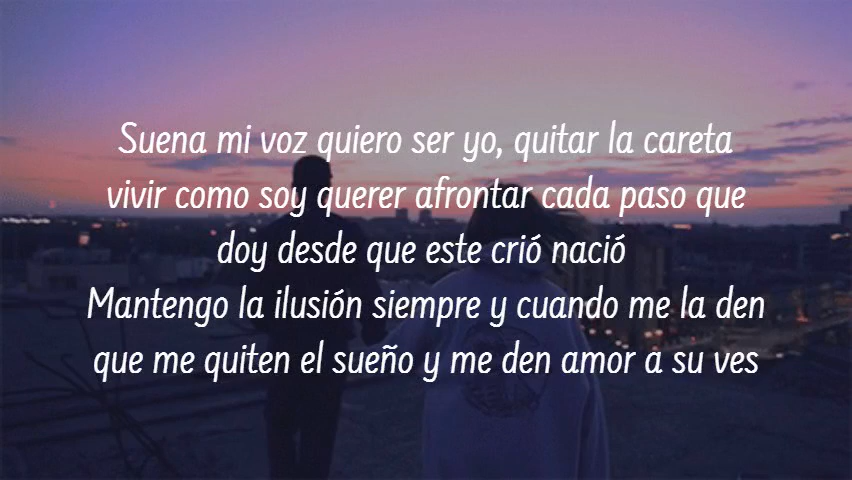 Suena mi voz quiero ser yo, quitar la careta
vivir como soy querer afrontar cada paso que
doy desde que este crió nació
Mantengo la ilusión siempre y cuando me la den
que me quiten el sueño y me den amor a su ves